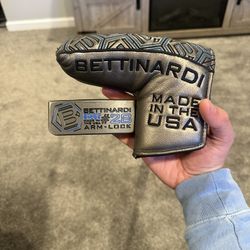 BETTINARDI
MADE
IN THE
USA
BETTINARDI
ARM-LOCK